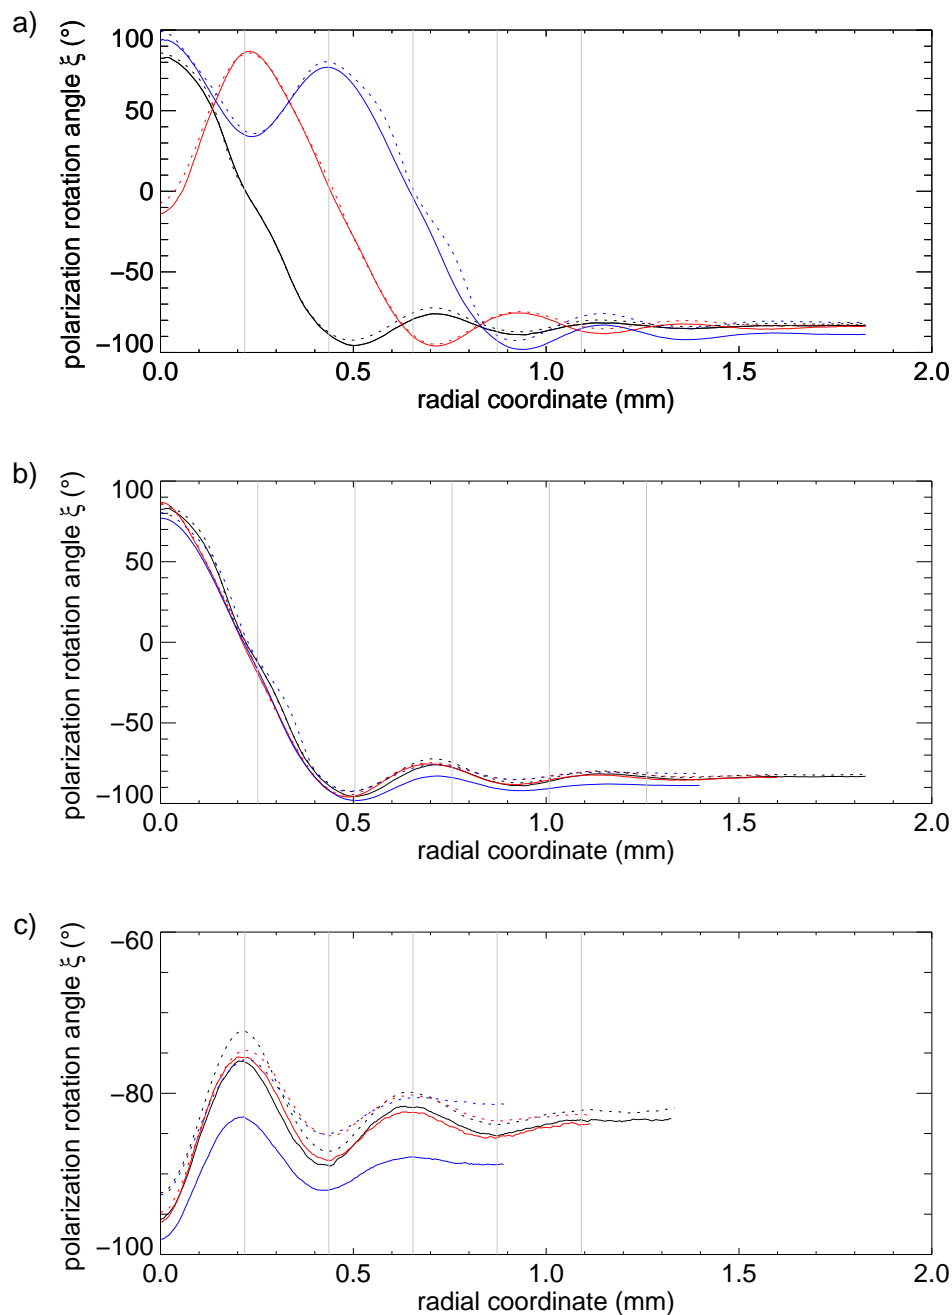 a)
polarization rotation angle ξ (°)
100
50
0
−50
−100
0.0 0.5 1.0 1.5 2.0
radial coordinate (mm)
b)
polarization rotation angle ξ (°)
100
50
0
−50
−100
0.0 0.5 1.0 1.5 2.0
radial coordinate (mm)
c)
polarization rotation angle ξ (°)
−60
−80
−100
0.0 0.5 1.0 1.5 2.0
radial coordinate (mm)